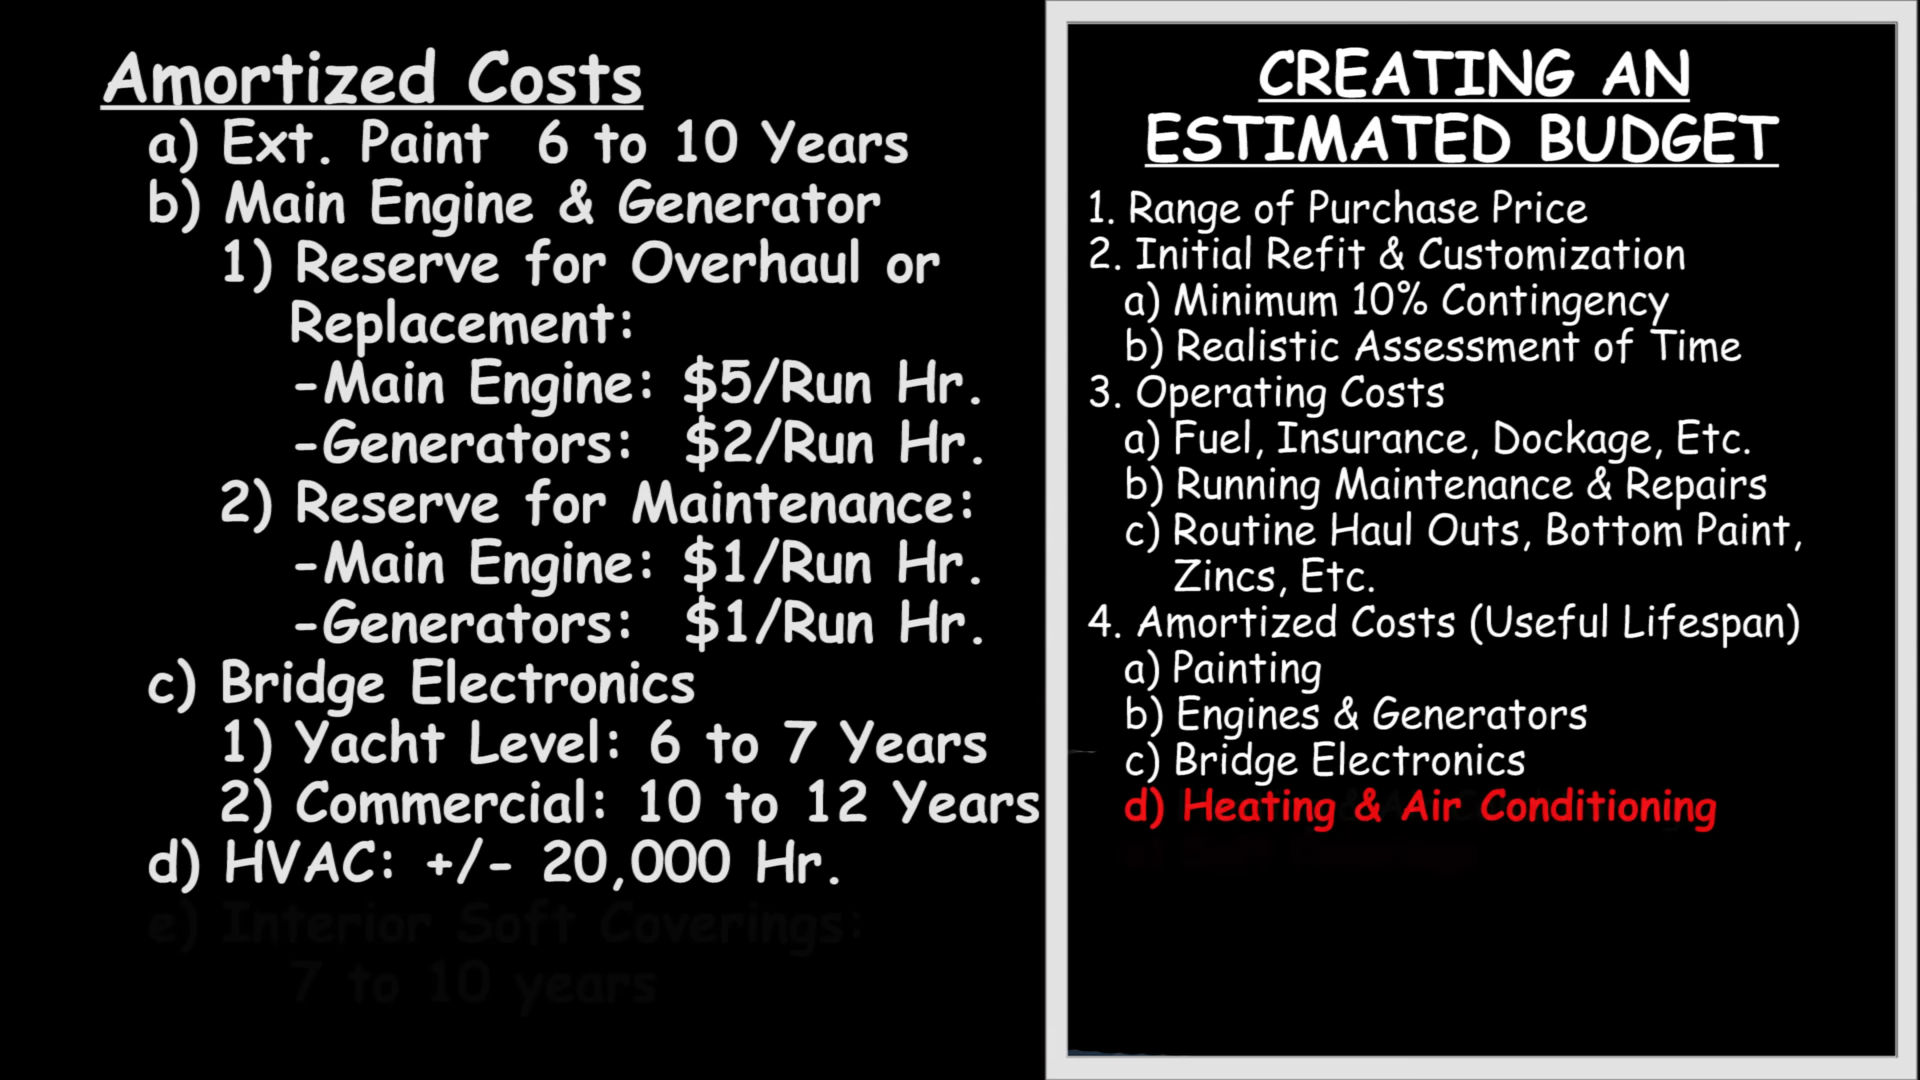 Amortized Costs
a) Ext. Paint 6 to 10 Years
b) Main Engine & Generator
1) Reserve for Overhaul or
Replacement:
-Main Engine: $5/Run Hr.
-Generators: $2/Run Hr.
2) Reserve for Maintenance:
-Main Engine: $1/Run Hr.
-Generators: $1/Run Hr.
c) Bridge Electronics
1) Yacht Level: 6 to 7 Years
2) Commercial: 10 to 12 Years
d) HVAC: +/- 20,000 Hr.
e) Interior Soft Coverings:
7 to 10 years
CREATING AN
ESTIMATED BUDGET
1. Range of Purchase Price
2. Initial Refit & Customization
a) Minimum 10% Contingency
b) Realistic Assessment of Time
3. Operating Costs
a) Fuel, Insurance, Dockage, Etc.
b) Running Maintenance & Repairs
c) Routine Haul Outs, Bottom Paint,
Zincs, Etc.
4. Amortized Costs (Useful Lifespan)
a) Painting
b) Engines & Generators
c) Bridge Electronics
d) Heating & Air Conditioning